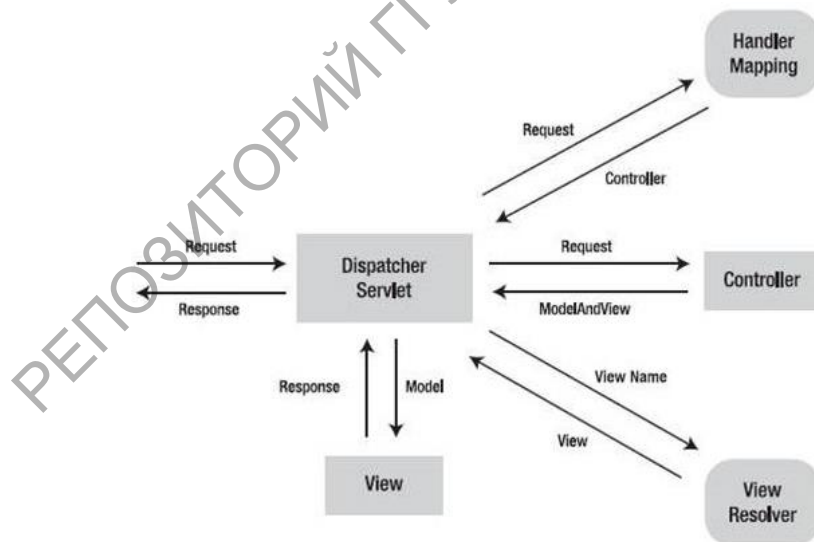 Handler
Mapping
Request
Controller
Request
Response
Dispatcher
Servlet
Request
ModelAndView
Controller
Response
Model
View Name
View
View
View
Resolver
РЕПОЗИТОРИЙ